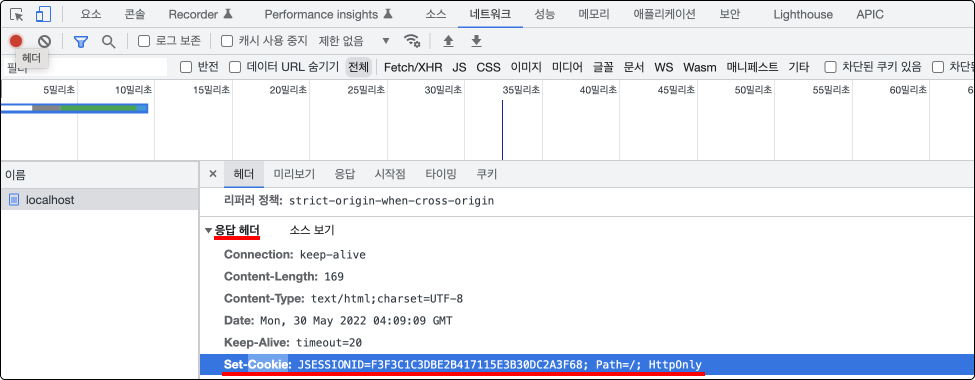 요소 콘솔 Recorder Performance insights 소스 네트워크 성능 메모리 애플리케이션 보안 Lighthouse APIC
로그 보존 캐시 사용 중지 제한 없음
헤더
반전 데이터 URL 숨기기 전체 Fetch/XHR JS CSS 이미지 미디어 글꼴 문서 WS Wasm 매니페스트 기타 차단된 쿠키 있음
5밀리초 10밀리초 15밀리초 20밀리초 25밀리초 30밀리초 35밀리초 40밀리초 45밀리초 50밀리초 55밀리초 60밀리초
이름
헤더 미리보기 응답 시작점 타이밍 쿠키
localhost
리퍼러 정책: strict-origin-when-cross-origin
응답 헤더 소스 보기
Connection: keep-alive
Content-Length: 169
Content-Type: text/html;charset=UTF-8
Date: Mon, 30 May 2022 04:09:09 GMT
Keep-Alive: timeout=20
Set-Cookie: JSESSIONID=F3F3C1C3DBE2B417115E3B30DC2A3F68; Path=/; HttpOnly